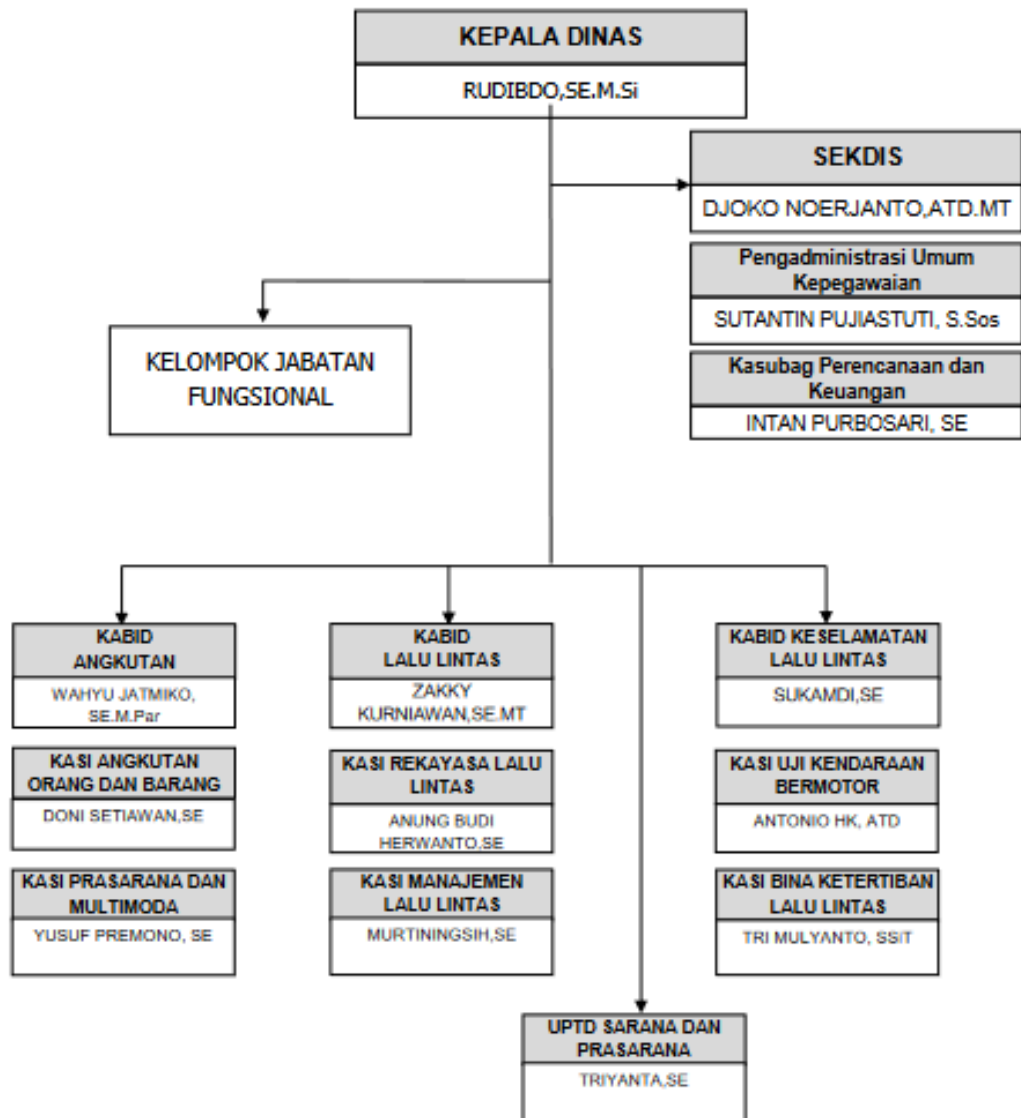 KEPALA DINAS
RUDIBDO,SE.M.Si
SEKDIS
DJOKO NOERJANTO,ATD.MT
Pengadministrasi Umum
Kepegawaian
SUTANTIN PUJIASTUTI, S.Sos
Kasubag Perencanaan dan
Keuangan
INTAN PURBOSARI, SE
KELOMPOK JABATAN
FUNGSIONAL
KABID
ANGKUTAN
WAHYU JATMIKO,
SE.M.Par
KASI ANGKUTAN
ORANG DAN BARANG
DONI SETIAWAN,SE
KASI PRASARANA DAN
MULTIMODA
YUSUF PREMONO, SE
KABID
LALU LINTAS
ZAKKY
KURNIAWAN,SE.MT
KASI REKAYASA LALU
LINTAS
ANUNG BUDI
HERWANTO.SE
KASI MANAJEMEN
LALU LINTAS
MURTININGSIH,SE
KABID KESELAMATAN
LALU LINTAS
SUKAMDI,SE
KASI UJI KENDARAAN
BERMOTOR
ANTONIO HK, ATD
KASI BINA KETERTIBAN
LALU LINTAS
TRI MULYANTO, SSiT
UPTD SARANA DAN
PRASARANA
TRIYANTA,SE